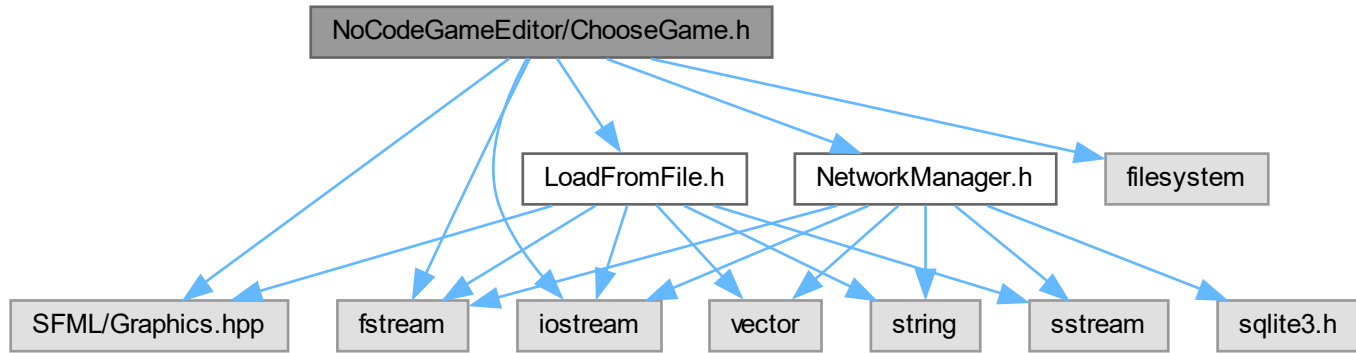 NoCodeGameEditor/ChooseGame.h
LoadFromFile.h
NetworkManager.h
filesystem
SFML/Graphics.hpp
fstream
iostream
vector
string
sstream
sqlite3.h